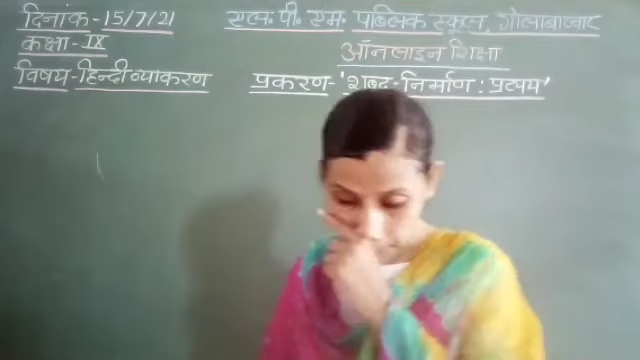 दिनांक-15/7/21
एल. पी. एम. पब्लिक स्कूल, गोलाबाजार
कक्षा-IX
ऑनलाइन शिक्षा
विषय-हिन्दी व्याकरण
प्रकरण-'शब्द-निर्माण : प्रत्यय'